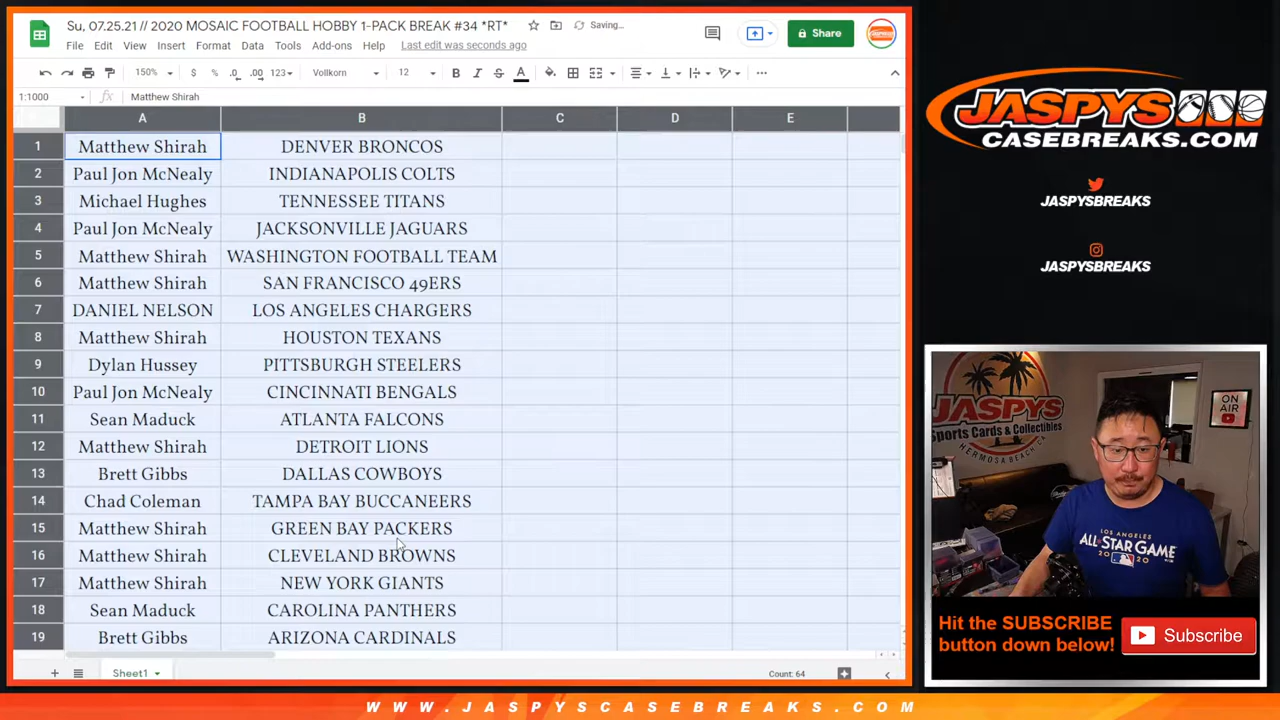 Su, 07.25.21 // 2020 MOSAIC FOOTBALL HOBBY 1-PACK BREAK #34 *RT*
Saving...
File Edit View Insert Format Data Tools Add-ons Help Last edit was seconds ago
Share
150% $ % .0 .00 123 Vollkorn 12 B I S A
1:1000 fx Matthew Shirah
A B C D E
1 Matthew Shirah DENVER BRONCOS
2 Paul Jon McNealy INDIANAPOLIS COLTS
3 Michael Hughes TENNESSEE TITANS
4 Paul Jon McNealy JACKSONVILLE JAGUARS
5 Matthew Shirah WASHINGTON FOOTBALL TEAM
6 Matthew Shirah SAN FRANCISCO 49ERS
7 DANIEL NELSON LOS ANGELES CHARGERS
8 Matthew Shirah HOUSTON TEXANS
9 Dylan Hussey PITTSBURGH STEELERS
10 Paul Jon McNealy CINCINNATI BENGALS
11 Sean Maduck ATLANTA FALCONS
12 Matthew Shirah DETROIT LIONS
13 Brett Gibbs DALLAS COWBOYS
14 Chad Coleman TAMPA BAY BUCCANEERS
15 Matthew Shirah GREEN BAY PACKERS
16 Matthew Shirah CLEVELAND BROWNS
17 Matthew Shirah NEW YORK GIANTS
18 Sean Maduck CAROLINA PANTHERS
19 Brett Gibbs ARIZONA CARDINALS
Sheet1
Count: 64
JASPYS
CASEBREAKS.COM
JASPYSBREAKS
JASPYSBREAKS
JASPYS
Sports Cards & Collectibles
HERMOSA BEACH, CA
ON AIR
LOS ANGELES
ALL STAR GAME
2020
Hit the SUBSCRIBE
button down below!
Subscribe
WWW.JASPYSCASEBREAKS.COM